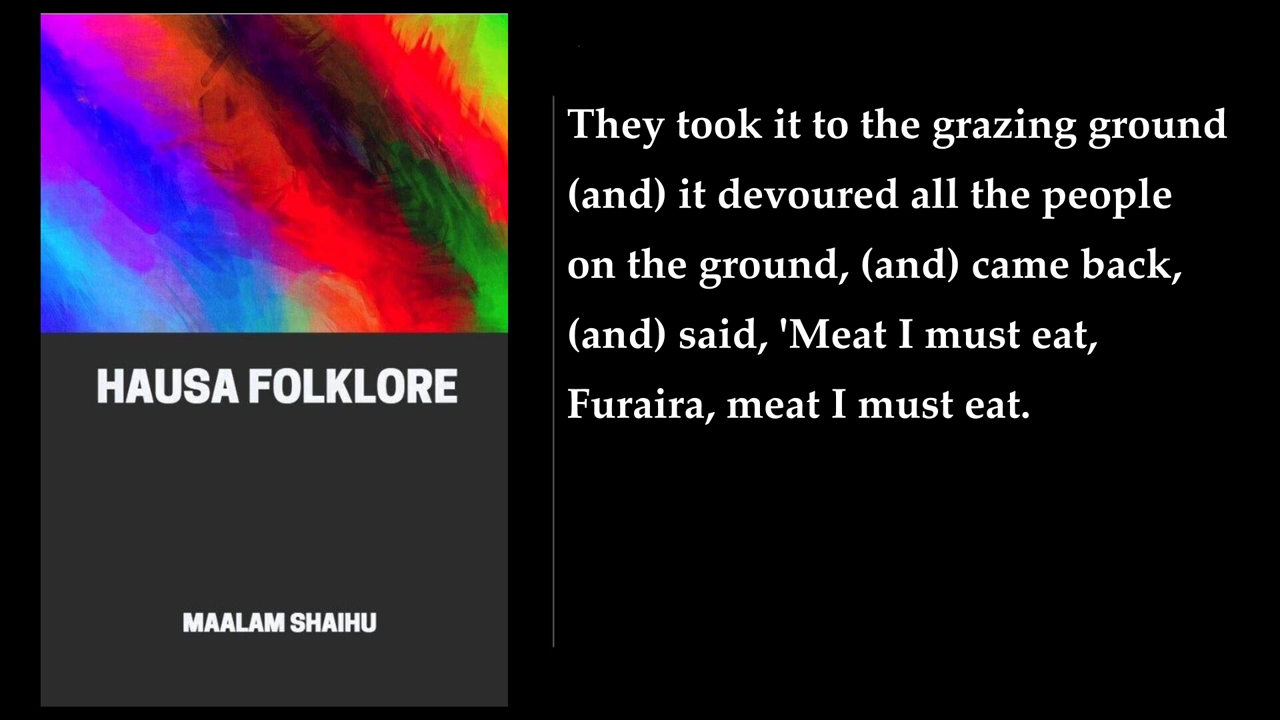 HAUSA FOLKLORE
MAALAM SHAIHU
They took it to the grazing ground
(and) it devoured all the people
on the ground, (and) came back,
(and) said, 'Meat I must eat,
Furaira, meat I must eat.